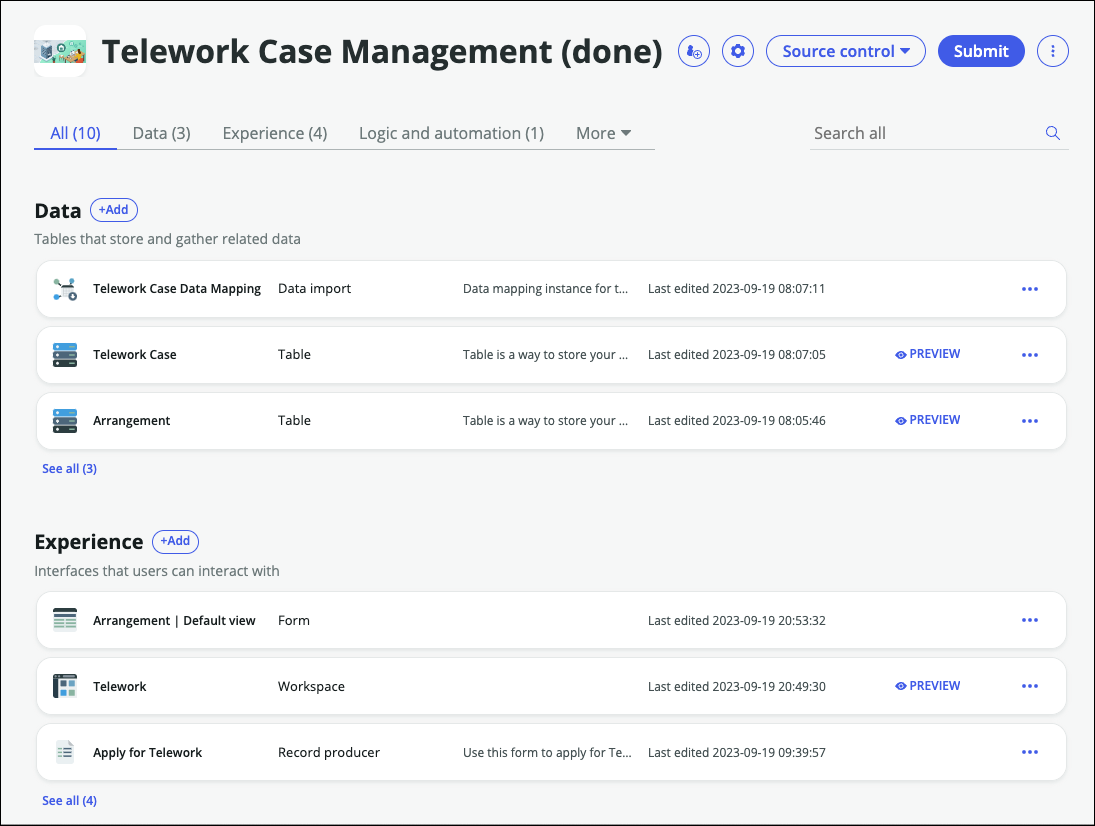 Telework Case Management (done)
Source control
Submit
All (10) Data (3) Experience (4) Logic and automation (1) More Search all
Data +Add
Tables that store and gather related data
Telework Case Data Mapping Data import Data mapping instance for t... Last edited 2023-09-19 08:07:11
Telework Case Table Table is a way to store your ... Last edited 2023-09-19 08:07:05 PREVIEW
Arrangement Table Table is a way to store your ... Last edited 2023-09-19 08:05:46 PREVIEW
See all (3)
Experience +Add
Interfaces that users can interact with
Arrangement | Default view Form Last edited 2023-09-19 20:53:32
Telework Workspace Last edited 2023-09-19 20:49:30 PREVIEW
Apply for Telework Record producer Use this form to apply for Te... Last edited 2023-09-19 09:39:57
See all (4)